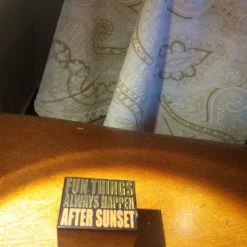 FUN THINGS
ALWAYS HAPPEN
AFTER SUNSET